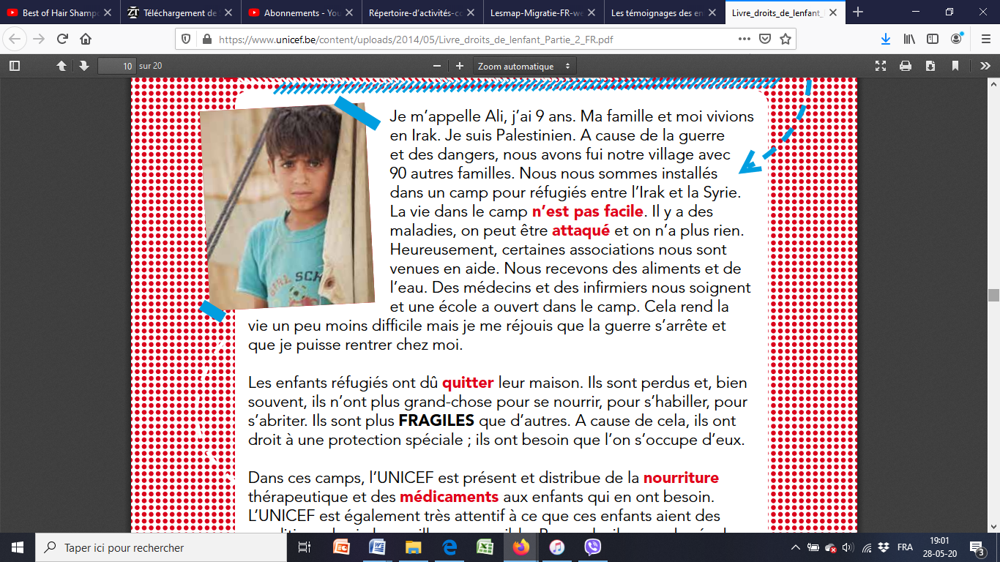 Best of Hair Shampo
Téléchargement de
Abonnements - You
Répertoire-d'activités-co
Lesmap-Migratie-FR-we
Les témoignages des en
Livre_droits_de_lenfant_
https://www.unicef.be/content/uploads/2014/05/Livre_droits_de_lenfant_Partie_2_FR.pdf
10 sur 20
Zoom automatique
Je m'appelle Ali, j'ai 9 ans. Ma famille et moi vivions
en Irak. Je suis Palestinien. A cause de la guerre
et des dangers, nous avons fui notre village avec
90 autres familles. Nous nous sommes installés
dans un camp pour réfugiés entre l'Irak et la Syrie.
La vie dans le camp n'est pas facile. Il y a des
maladies, on peut être attaqué et on n'a plus rien.
Heureusement, certaines associations nous sont
venues en aide. Nous recevons des aliments et de
l'eau. Des médecins et des infirmiers nous soignent
et une école a ouvert dans le camp. Cela rend la
vie un peu moins difficile mais je me réjouis que la guerre s'arrête et
que je puisse rentrer chez moi.
Les enfants réfugiés ont dû quitter leur maison. Ils sont perdus et, bien
souvent, ils n'ont plus grand-chose pour se nourrir, pour s'habiller, pour
s'abriter. Ils sont plus FRAGILES que d'autres. A cause de cela, ils ont
droit à une protection spéciale ; ils ont besoin que l'on s'occupe d'eux.
Dans ces camps, l'UNICEF est présent et distribue de la nourriture
thérapeutique et des médicaments aux enfants qui en ont besoin.
L'UNICEF est également très attentif à ce que ces enfants aient des
Taper ici pour rechercher
FRA
19:01
28-05-20
3